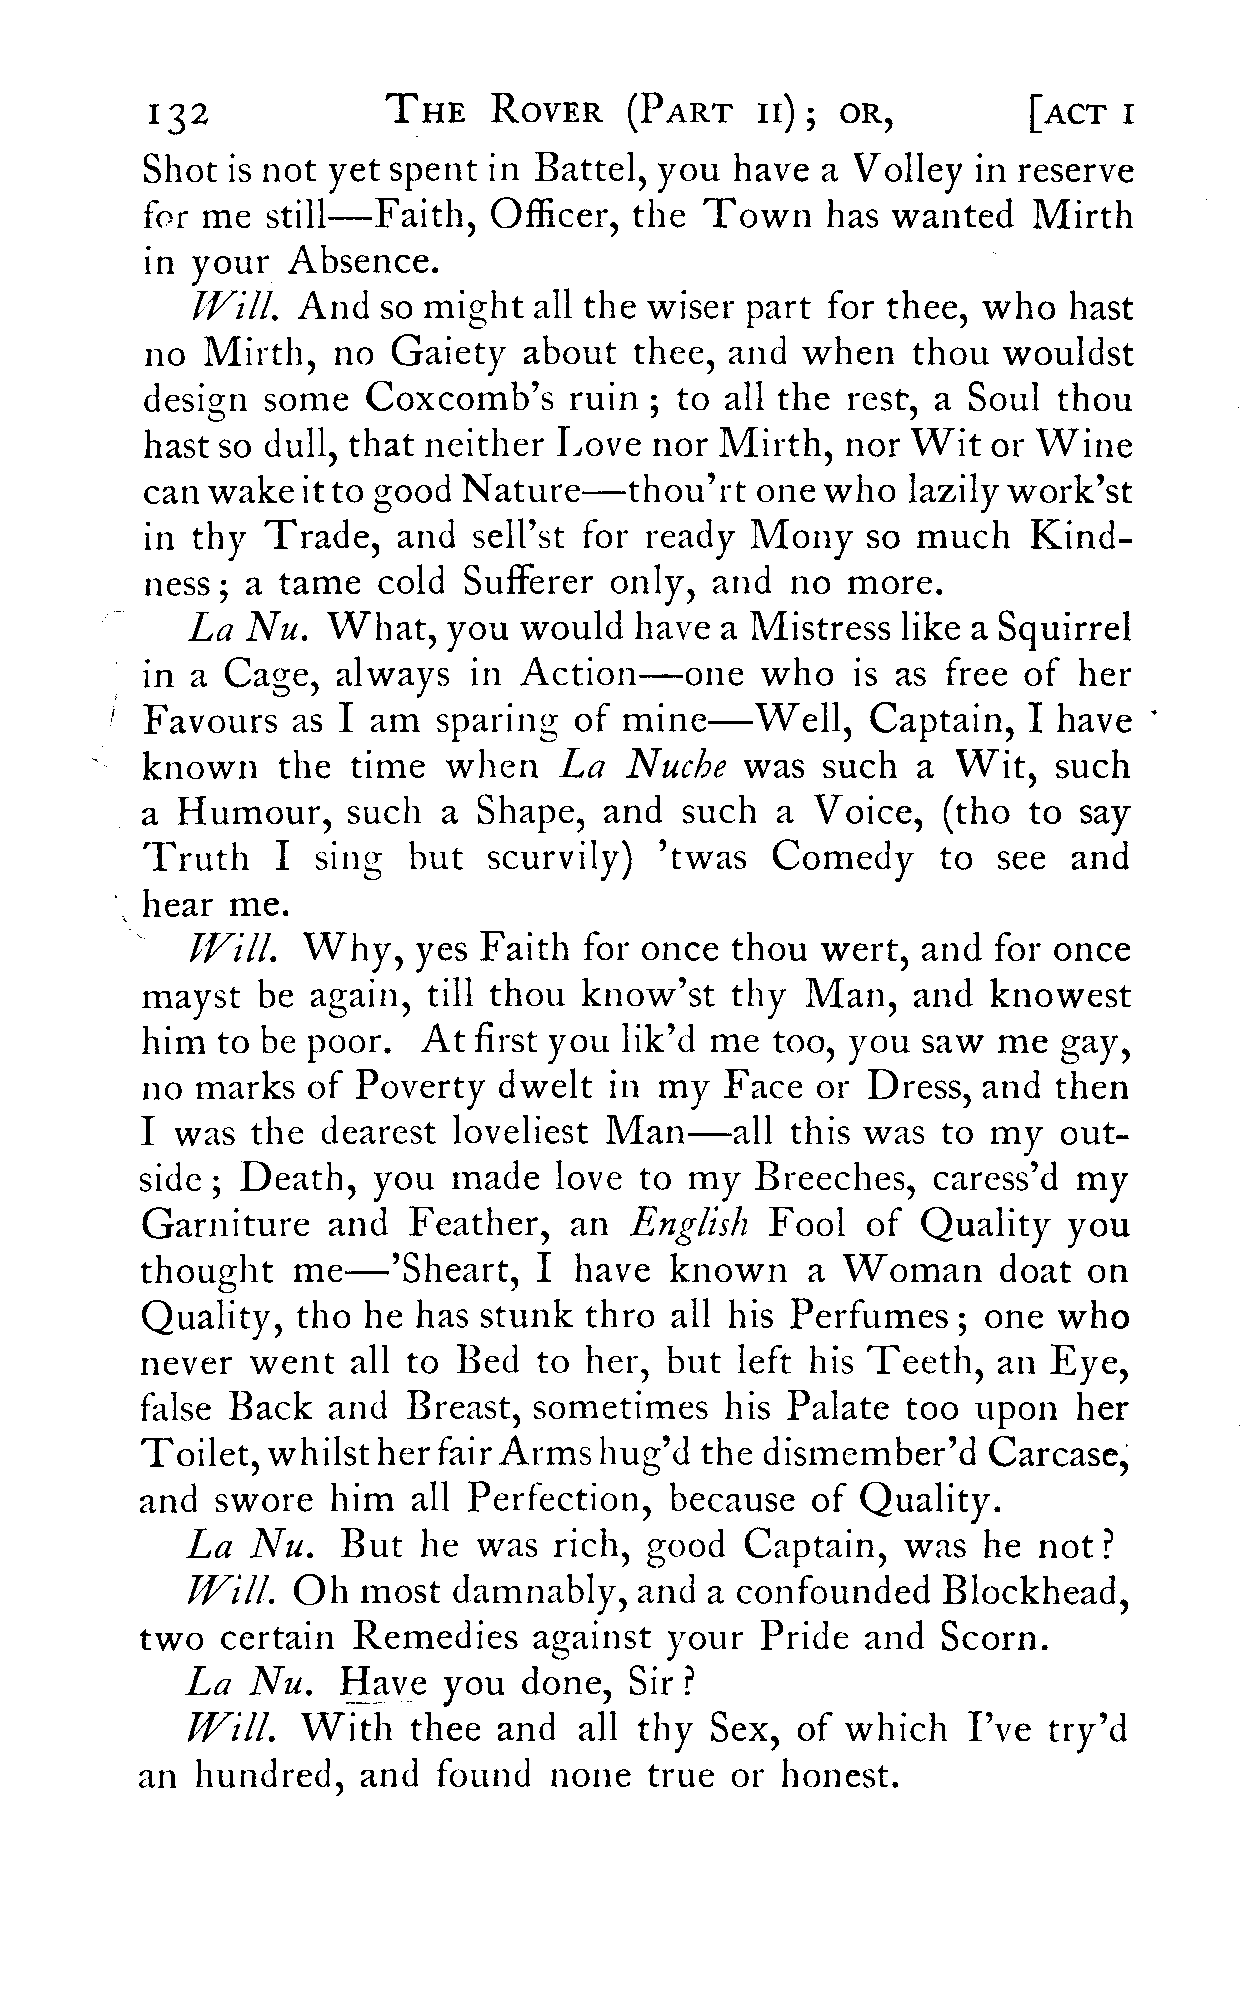 132 THE ROVER (PART II); OR, [ACT I
Shot is not yet spent in Battel, you have a Volley in reserve
for me still—Faith, Officer, the Town has wanted Mirth
in your Absence.
Will. And so might all the wiser part for thee, who hast
no Mirth, no Gaiety about thee, and when thou wouldst
design some Coxcomb's ruin; to all the rest, a Soul thou
hast so dull, that neither Love nor Mirth, nor Wit or Wine
can wake it to good Nature—thou'rt one who lazily work'st
in thy Trade, and sell'st for ready Mony so much Kind-
ness; a tame cold Sufferer only, and no more.
La Nu. What, you would have a Mistress like a Squirrel
in a Cage, always in Action—one who is as free of her
Favours as I am sparing of mine—Well, Captain, I have
known the time when La Nuche was such a Wit, such
a Humour, such a Shape, and such a Voice, (tho to say
Truth I sing but scurvily) 'twas Comedy to see and
hear me.
Will. Why, yes Faith for once thou wert, and for once
mayst be again, till thou know'st thy Man, and knowest
him to be poor. At first you lik'd me too, you saw me gay,
no marks of Poverty dwelt in my Face or Dress, and then
I was the dearest loveliest Man—all this was to my out-
side; Death, you made love to my Breeches, caress'd my
Garniture and Feather, an English Fool of Quality you
thought me—'Sheart, I have known a Woman doat on
Quality, tho he has stunk thro all his Perfumes; one who
never went all to Bed to her, but left his Teeth, an Eye,
false Back and Breast, sometimes his Palate too upon her
Toilet, whilst her fair Arms hug'd the dismember'd Carcase,
and swore him all Perfection, because of Quality.
La Nu. But he was rich, good Captain, was he not?
Will. Oh most damnably, and a confounded Blockhead,
two certain Remedies against your Pride and Scorn.
La Nu. Have you done, Sir?
Will. With thee and all thy Sex, of which I've try'd
an hundred, and found none true or honest.